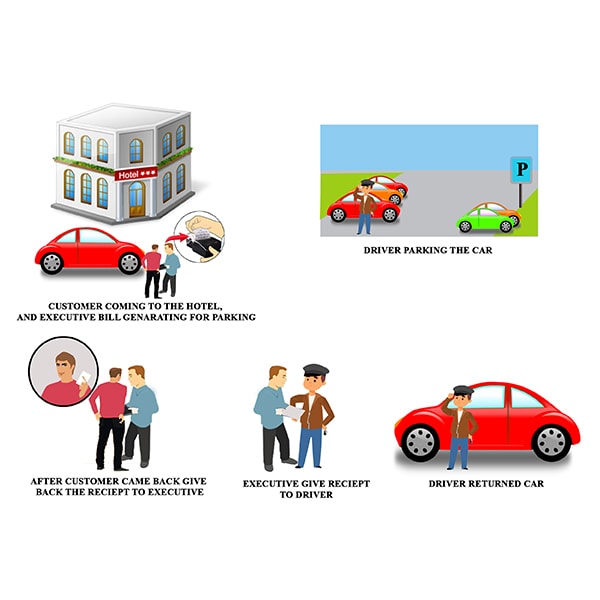 Hotel ★★★
P
DRIVER PARKING THE CAR
CUSTOMER COMING TO THE HOTEL,
AND EXECUTIVE BILL GENARATING FOR PARKING
AFTER CUSTOMER CAME BACK GIVE
BACK THE RECIEPT TO EXECUTIVE
EXECUTIVE GIVE RECIEPT
TO DRIVER
DRIVER RETURNED CAR